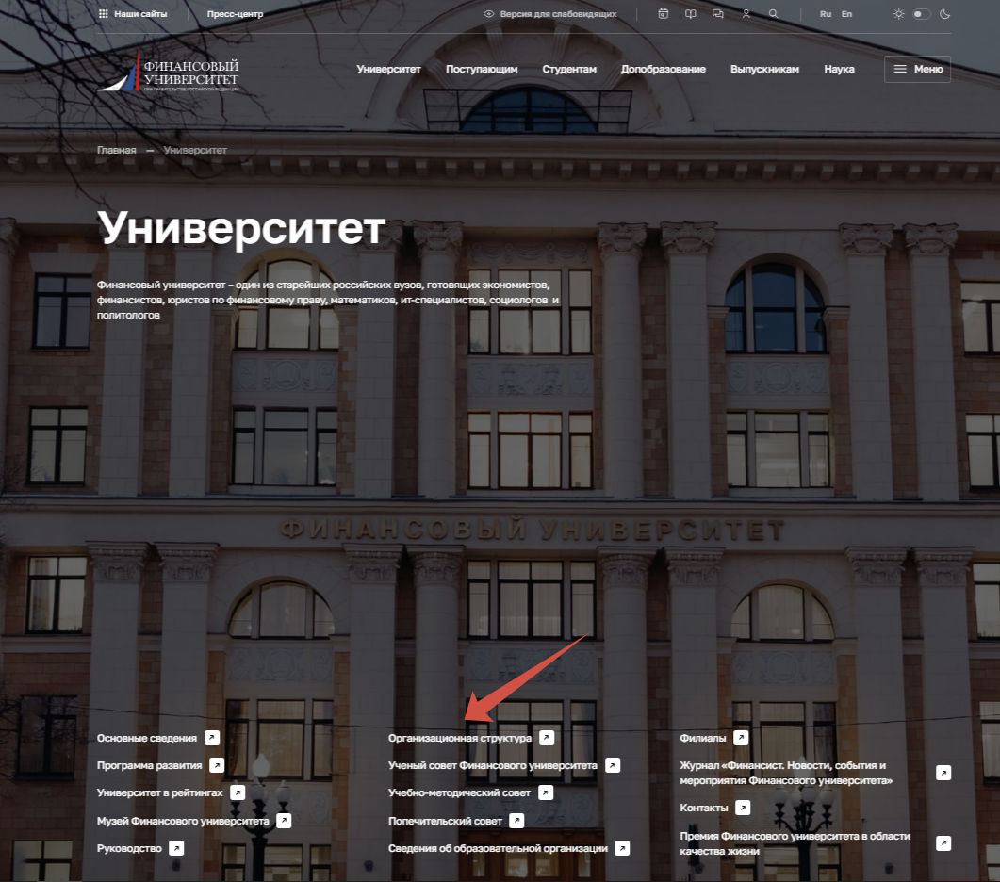 Наши сайты
Пресс-центр
Версия для слабовидящих
Ru En
ФИНАНСОВЫЙ
УНИВЕРСИТЕТ
ПРИ ПРАВИТЕЛЬСТВЕ РОССИЙСКОЙ ФЕДЕРАЦИИ
Университет Поступающим Студентам Допобразование Выпускникам Наука Меню
Главная — Университет
Университет
Финансовый университет – один из старейших российских вузов, готовящих экономистов,
финансистов, юристов по финансовому праву, математиков, ит-специалистов, социологов и
политологов
ФИНАНСОВЫЙ УНИВЕРСИТЕТ
Основные сведения
Программа развития
Университет в рейтингах
Музей Финансового университета
Руководство
Организационная структура
Ученый совет Финансового университета
Учебно-методический совет
Попечительский совет
Сведения об образовательной организации
Филиалы
Журнал «Финансист. Новости, события и
мероприятия Финансового университета»
Контакты
Премия Финансового университета в области
качества жизни